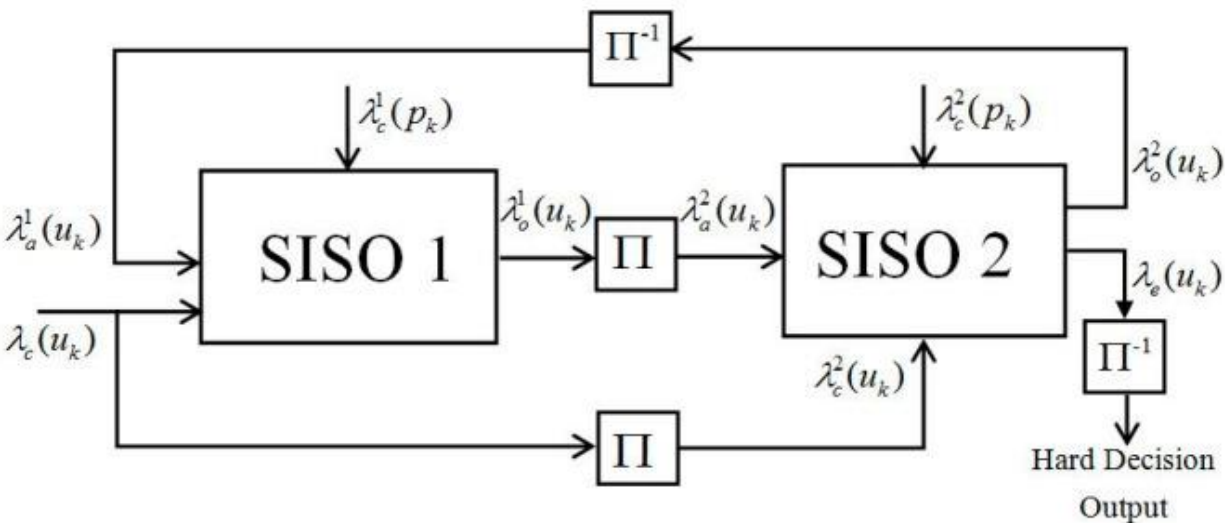 Π⁻¹
λ_c^1(p_k)
λ_c^2(p_k)
λ_o^2(u_k)
λ_a^1(u_k)
SISO 1
λ_o^1(u_k)
Π
λ_a^2(u_k)
SISO 2
λ_e(u_k)
λ_c(u_k)
λ_c^2(u_k)
Π⁻¹
Π
Hard Decision
Output